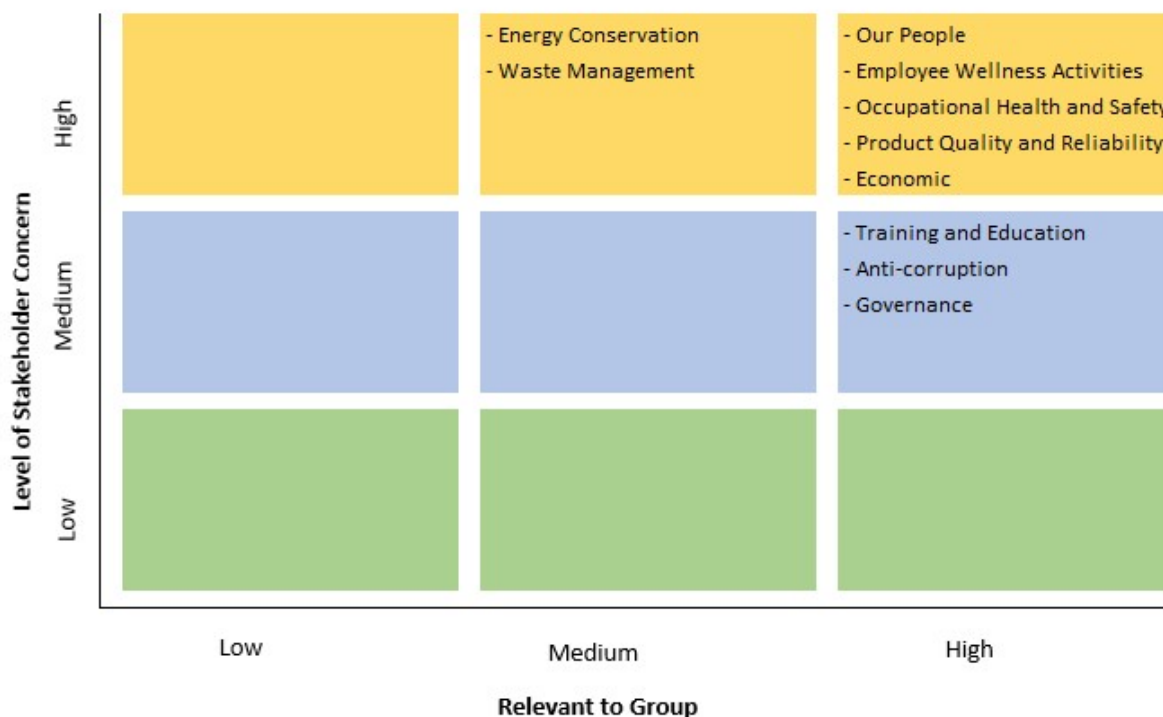 - Energy Conservation
- Waste Management
- Our People
- Employee Wellness Activities
- Occupational Health and Safety
- Product Quality and Reliability
- Economic
- Training and Education
- Anti-corruption
- Governance
Level of Stakeholder Concern
High
Medium
Low
Low
Medium
High
Relevant to Group